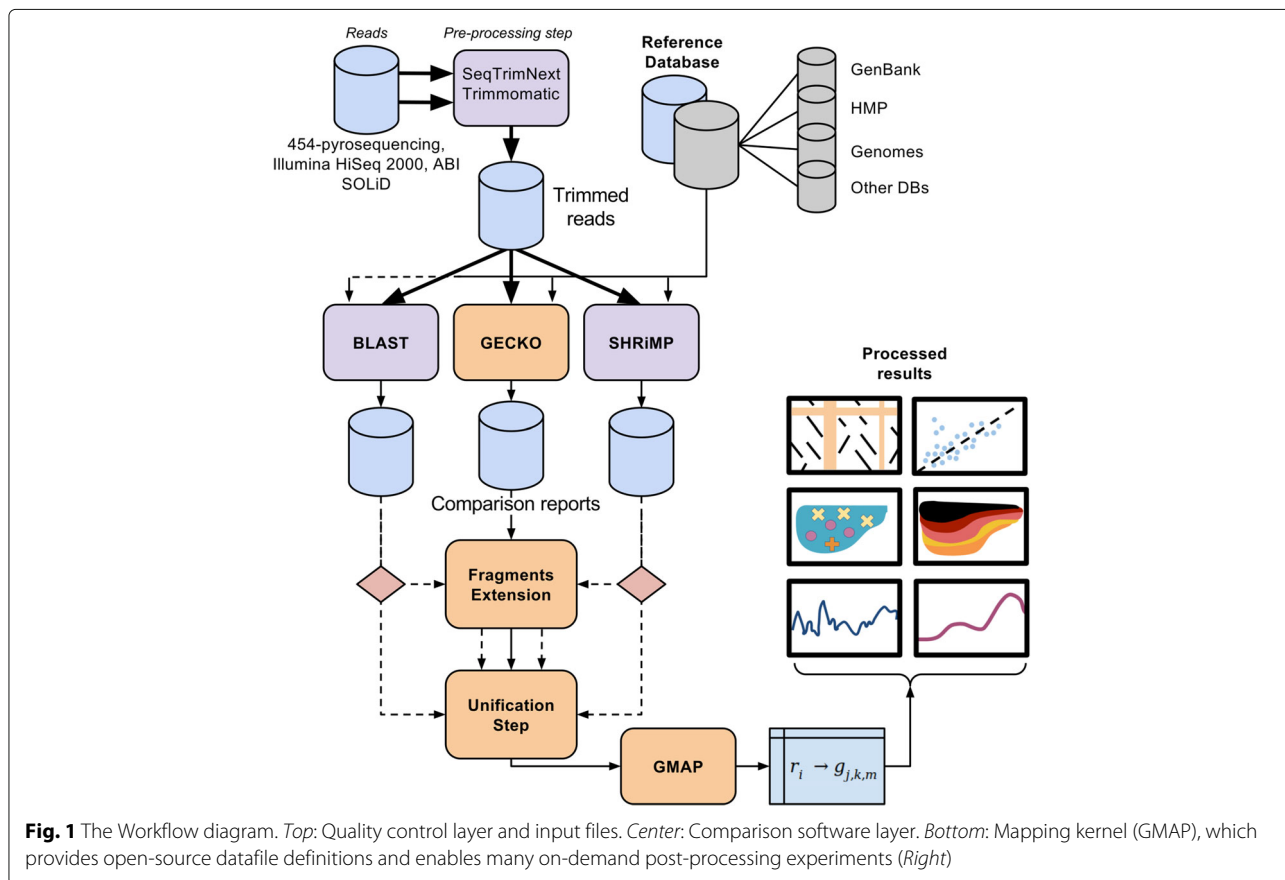 Reads
Pre-processing step
SeqTrimNext
Trimmomatic
454-pyrosequencing,
Illumina HiSeq 2000, ABI
SOLiD
Reference
Database
GenBank
HMP
Genomes
Other DBs
Trimmed
reads
BLAST
GECKO
SHRiMP
Comparison reports
Fragments
Extension
Unification
Step
GMAP
r_i → g_{j,k,m}
Processed
results
Fig. 1 The Workflow diagram. Top: Quality control layer and input files. Center: Comparison software layer. Bottom: Mapping kernel (GMAP), which
provides open-source datafile definitions and enables many on-demand post-processing experiments (Right)